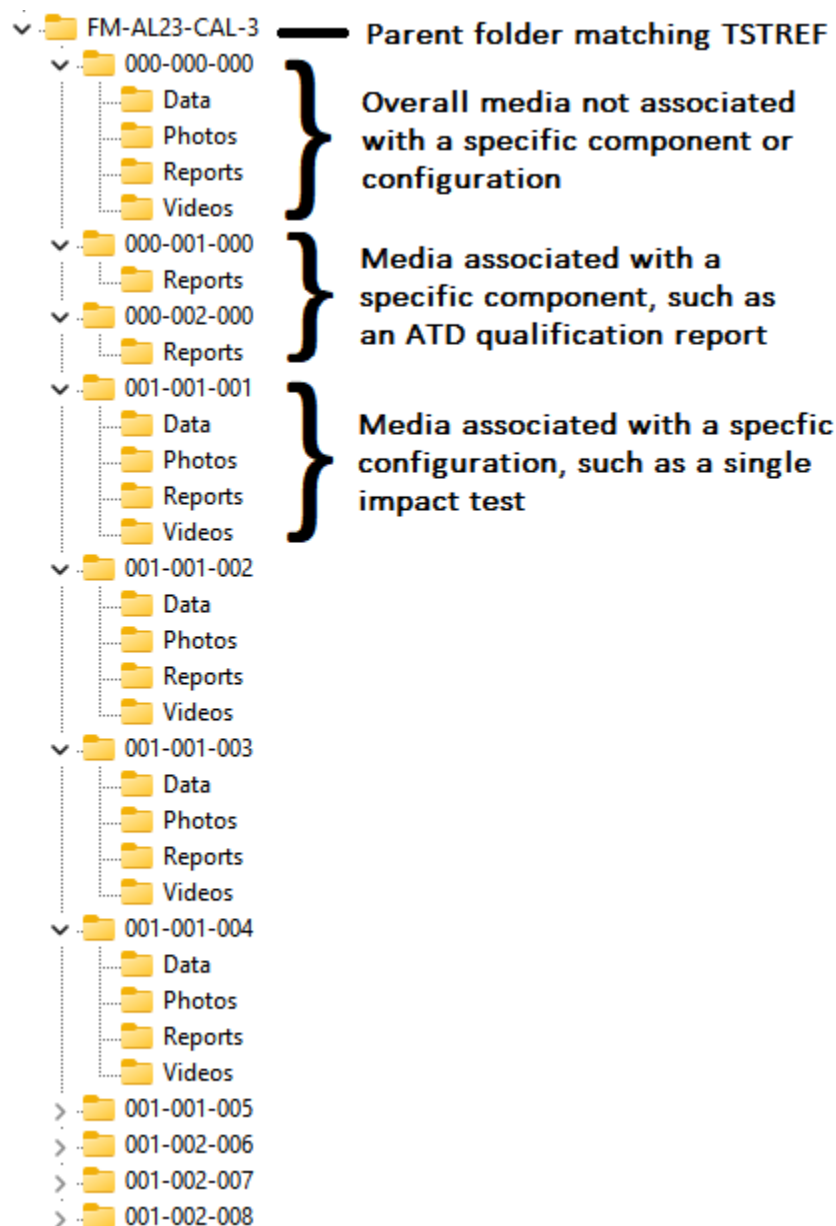 FM-AL23-CAL-3 Parent folder matching TSTREF
000-000-000
Data
Photos
Reports
Videos
Overall media not associated
with a specific component or
configuration
000-001-000
Reports
000-002-000
Reports
Media associated with a
specific component, such as
an ATD qualification report
001-001-001
Data
Photos
Reports
Videos
Media associated with a specfic
configuration, such as a single
impact test
001-001-002
Data
Photos
Reports
Videos
001-001-003
Data
Photos
Reports
Videos
001-001-004
Data
Photos
Reports
Videos
001-001-005
001-002-006
001-002-007
001-002-008